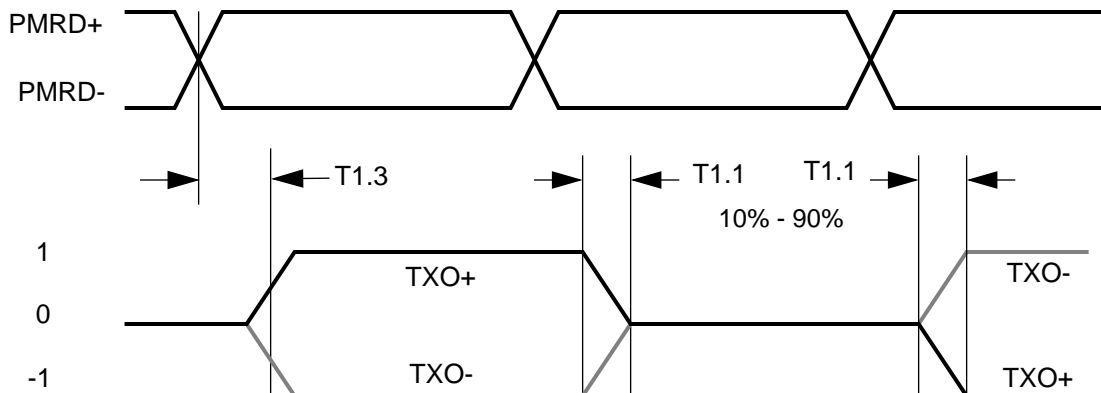 PMRD+
PMRD-
T1.3
T1.1
T1.1
10% - 90%
1
TXO+
TXO-
0
-1
TXO-
TXO+